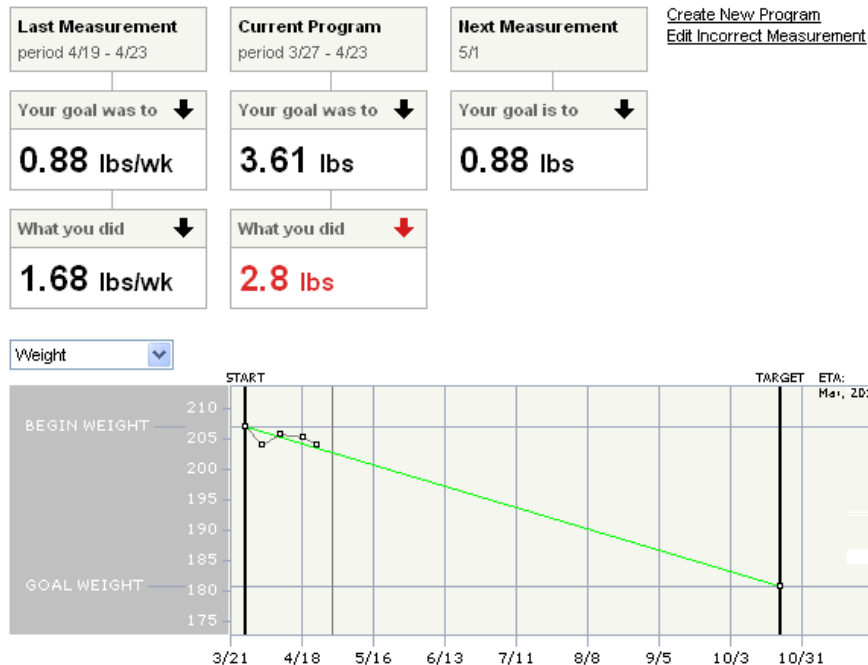 Last Measurement
period 4/19 - 4/23
Your goal was to
0.88 lbs/wk
What you did
1.68 lbs/wk
Current Program
period 3/27 - 4/23
Your goal was to
3.61 lbs
What you did
2.8 lbs
Next Measurement
5/1
Your goal is to
0.88 lbs
Create New Program
Edit Incorrect Measurement
Weight
START
TARGET
ETA:
BEGIN WEIGHT
GOAL WEIGHT
210
205
200
195
190
185
180
175
3/21 4/18 5/16 6/13 7/11 8/8 9/5 10/3 10/31